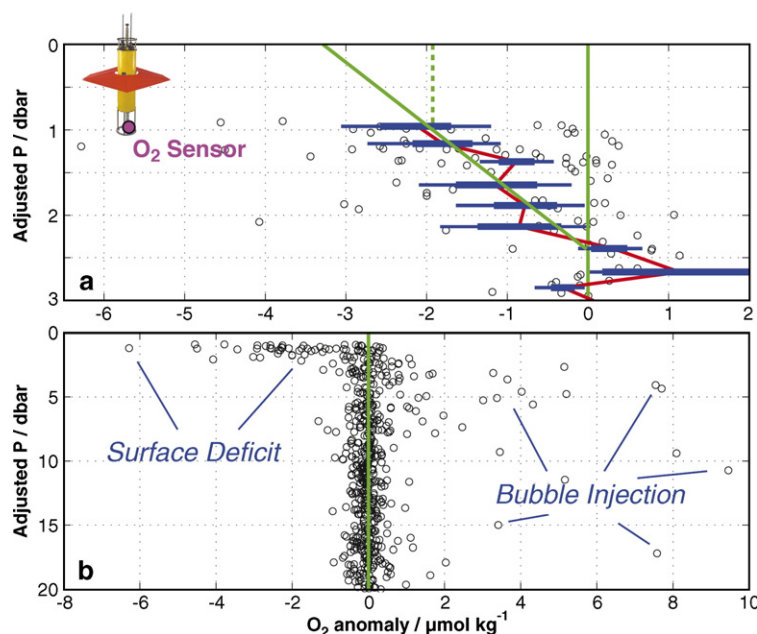 0
Adjusted P / dbar
1
2
3
O₂ Sensor
a
-6 -5 -4 -3 -2 -1 -0 1 2
0
Adjusted P / dbar
5
10
15
20
Surface Deficit
Bubble Injection
b
-8 -6 -4 -2 -0 2 4 6 8 10
O₂ anomaly / µmol kg⁻¹